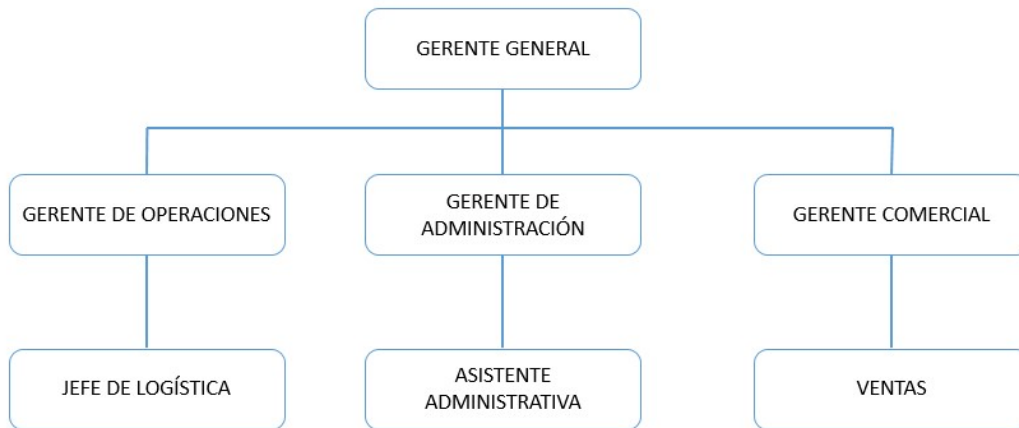 GERENTE GENERAL
GERENTE DE OPERACIONES
GERENTE DE
ADMINISTRACIÓN
GERENTE COMERCIAL
JEFE DE LOGÍSTICA
ASISTENTE
ADMINISTRATIVA
VENTAS